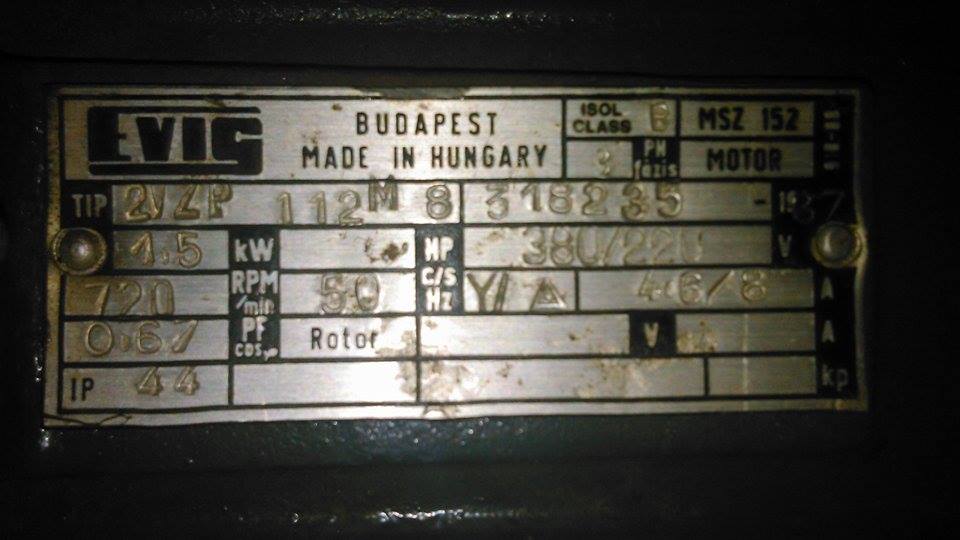 EVIG BUDAPEST ISOL CLASS B MSZ 152
MADE IN HUNGARY 3 PH MOTOR
TIP 2VZP 112M 8 318235 - 1987
1.5 kW HP 380/220 V
720 RPM /min 50 C/S Hz Y/△ 4.6/8 A
0.67 PF cosφ Rotor V A
IP 44 kp